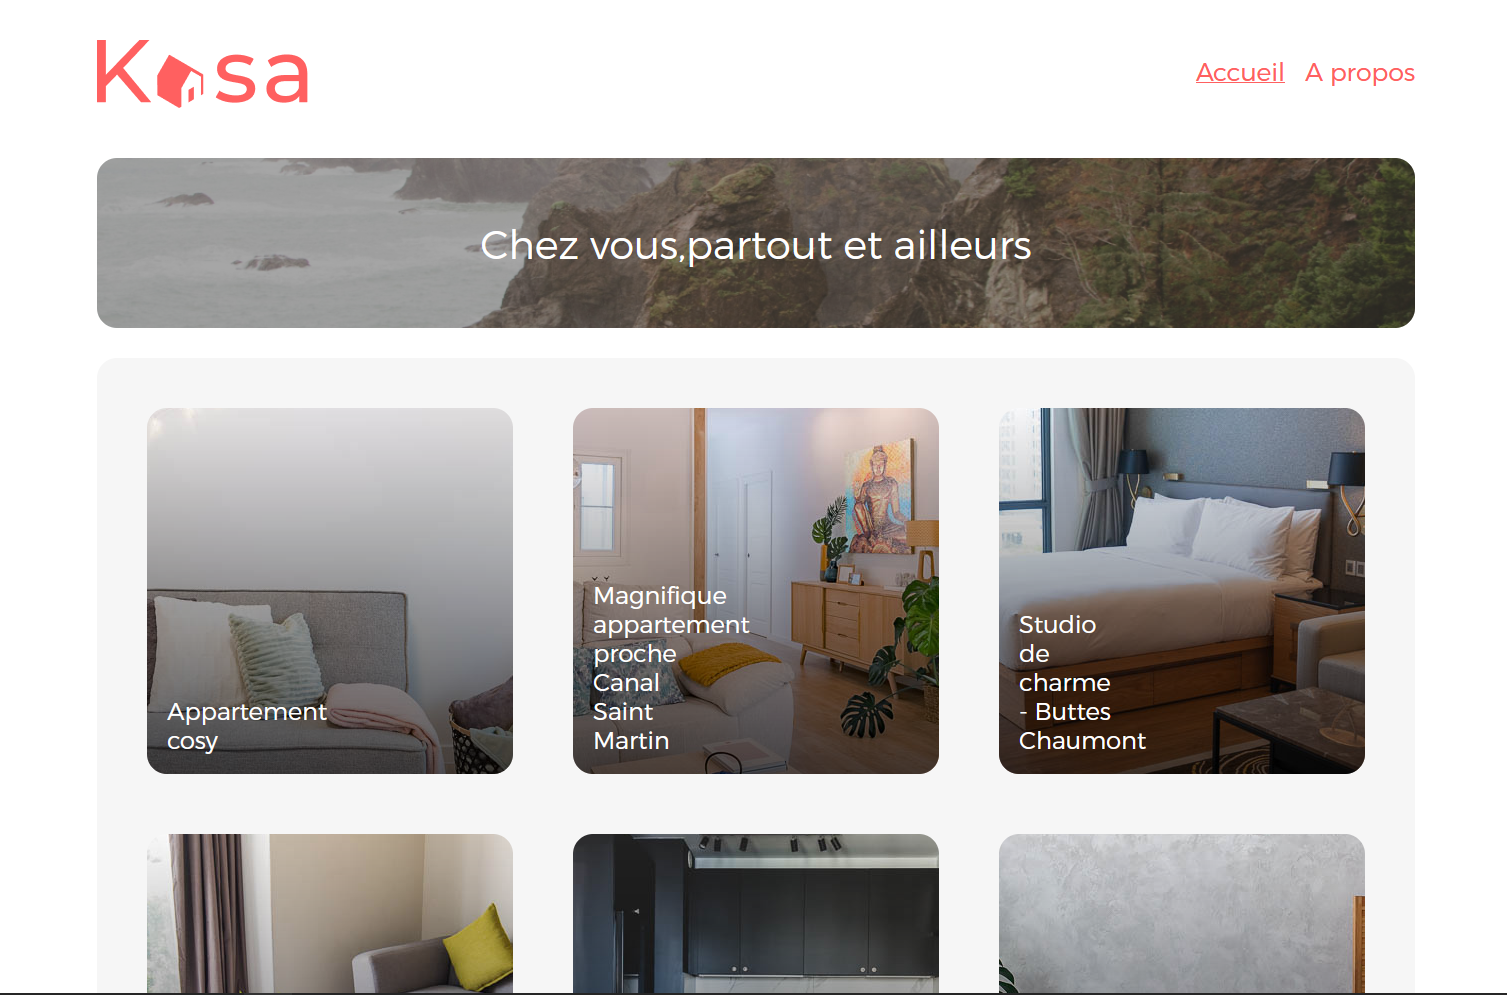 Kasa
Accueil A propos
Chez vous,partout et ailleurs
Appartement
cosy
Magnifique
appartement
proche
Canal
Saint
Martin
Studio
de
charme
- Buttes
Chaumont